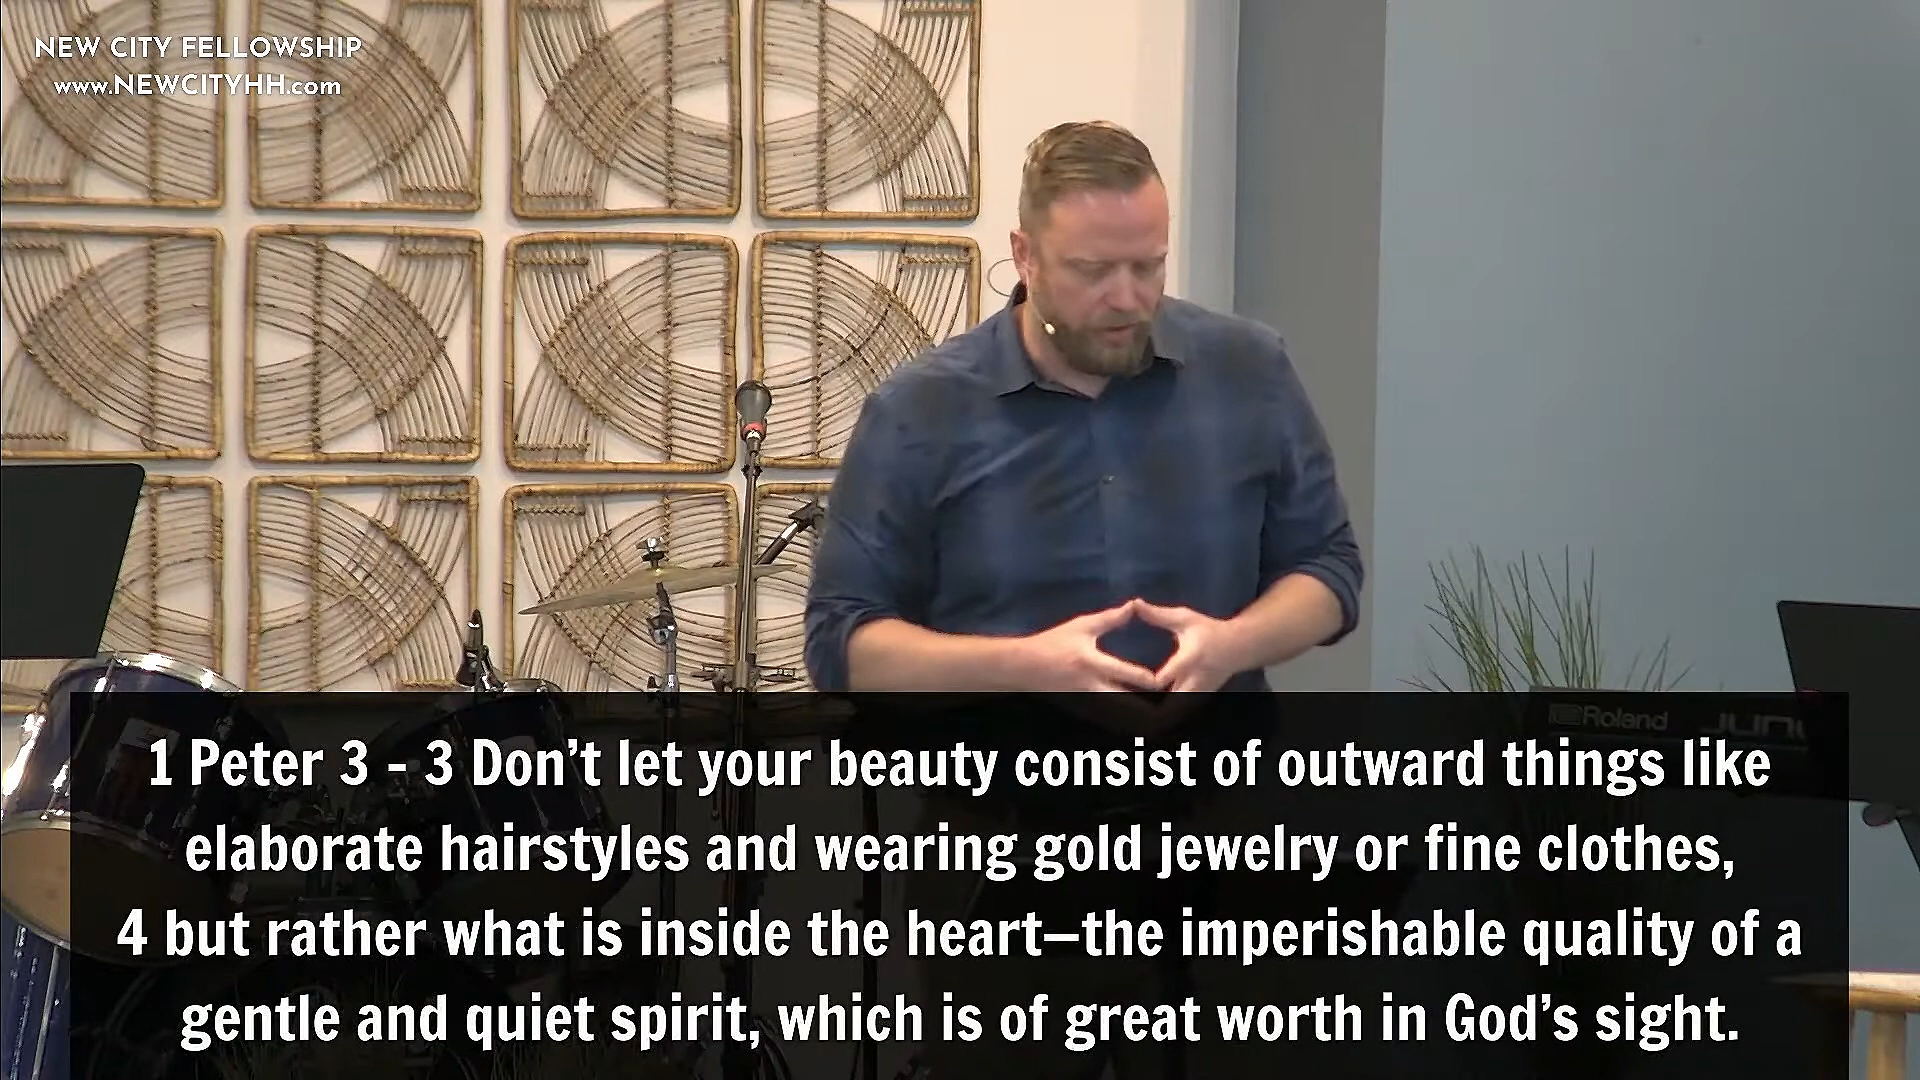 NEW CITY FELLOWSHIP
www.NEWCITYHH.com
Roland JUN
1 Peter 3 - 3 Don't let your beauty consist of outward things like
elaborate hairstyles and wearing gold jewelry or fine clothes,
4 but rather what is inside the heart—the imperishable quality of a
gentle and quiet spirit, which is of great worth in God's sight.